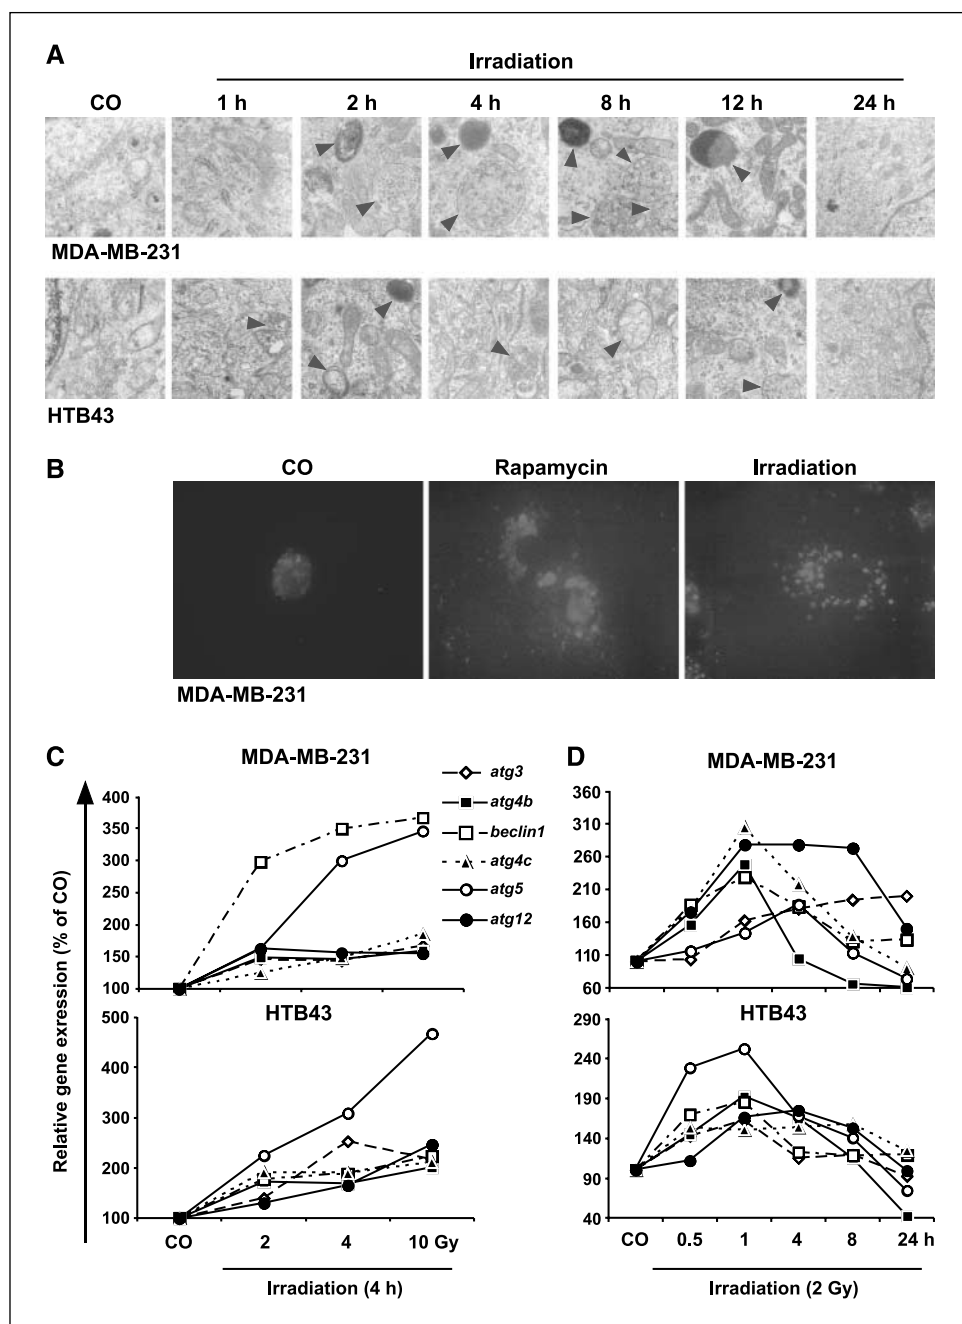 A
Irradiation
CO 1 h 2 h 4 h 8 h 12 h 24 h
MDA-MB-231
HTB43
B
CO Rapamycin Irradiation
MDA-MB-231
C
MDA-MB-231
Relative gene exression (% of CO)
400
350
300
250
200
150
100
atg3
atg4b
beclin1
atg4c
atg5
atg12
HTB43
500
400
300
200
100
CO 2 4 10 Gy
Irradiation (4 h)
D
MDA-MB-231
360
310
260
210
160
110
60
HTB43
290
240
190
140
90
40
CO 0.5 1 4 8 24 h
Irradiation (2 Gy)